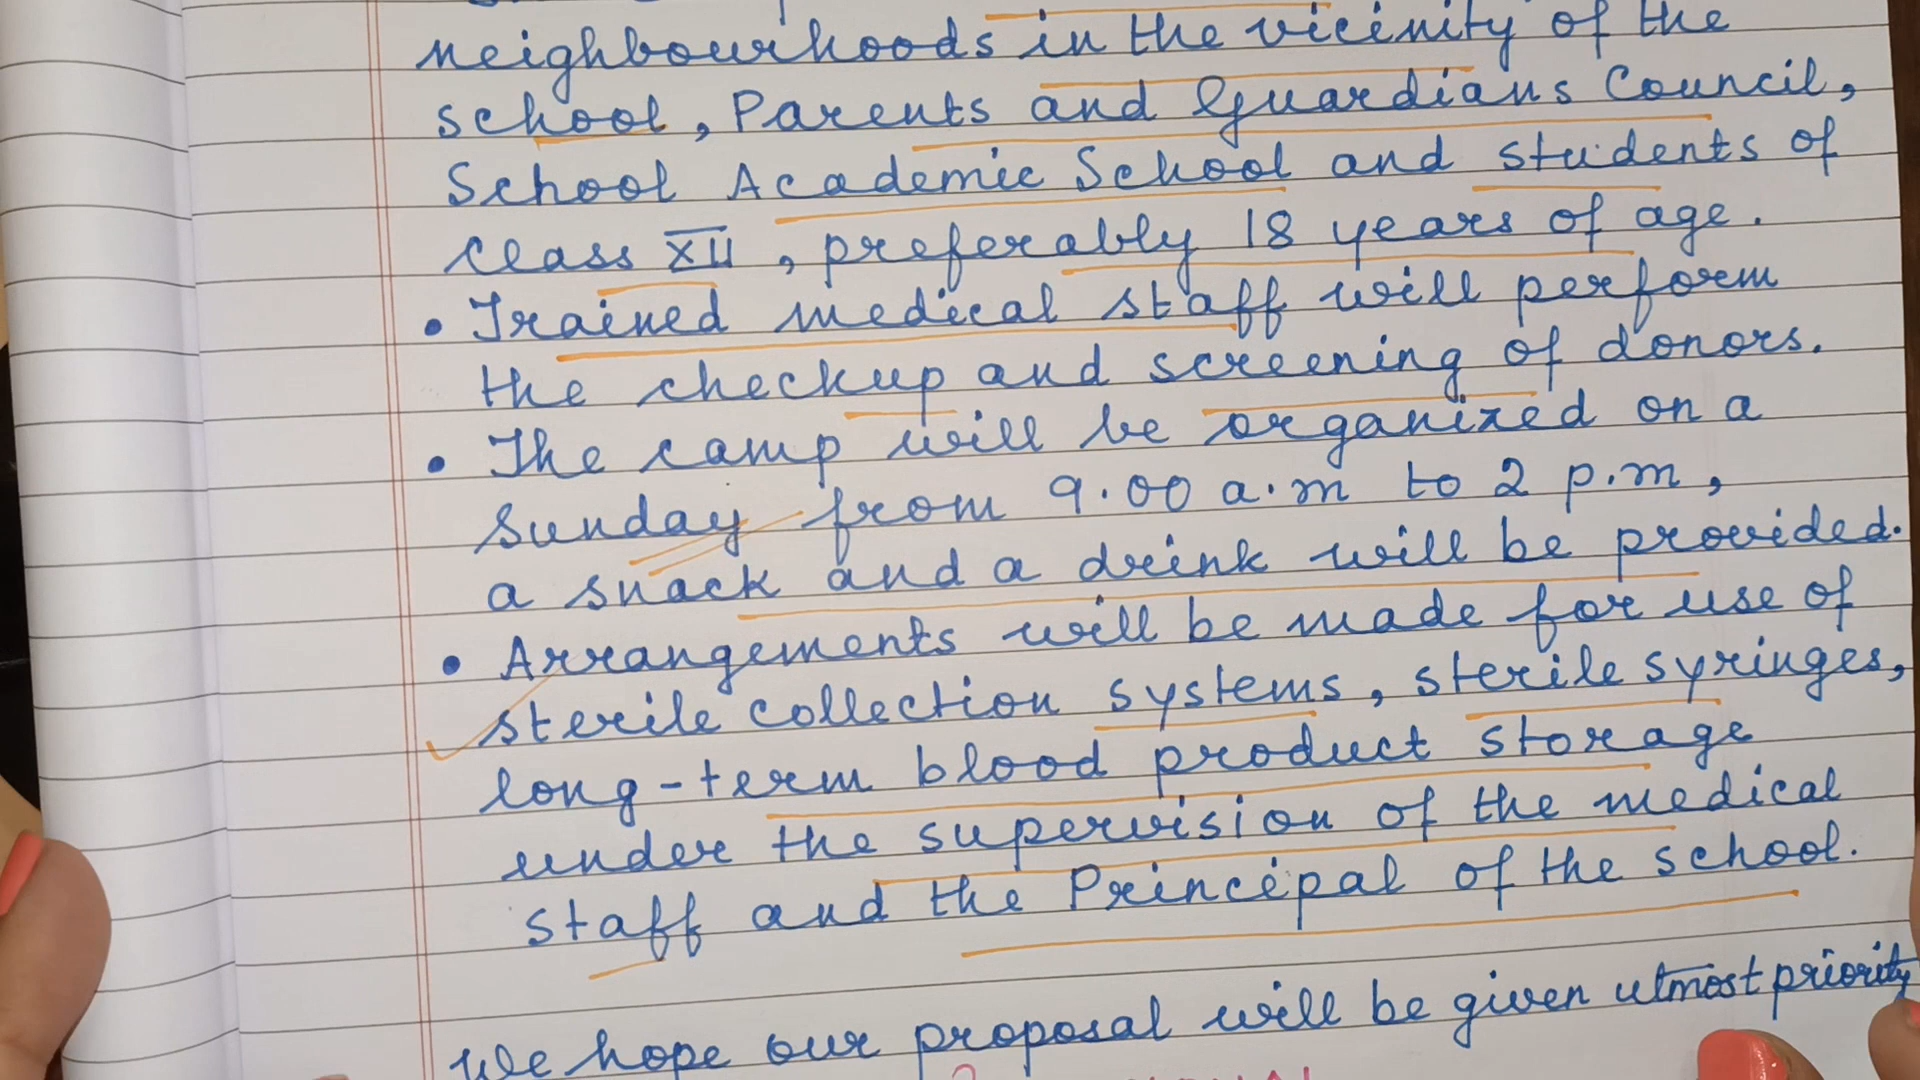 neighbourhoods in the vicinity of the
school, Parents and Guardians Council,
School Academic School and students of
class XII, preferably 18 years of age.
• Trained medical staff will perform
the checkup and screening of donors.
• The camp will be organized on a
Sunday from 9.00 a.m to 2 p.m,
a snack and a drink will be provided.
• Arrangements will be made for use of
sterile collection systems, sterile syringes,
long-term blood product storage
under the supervision of the medical
staff and the Principal of the school.
We hope our proposal will be given utmost priority